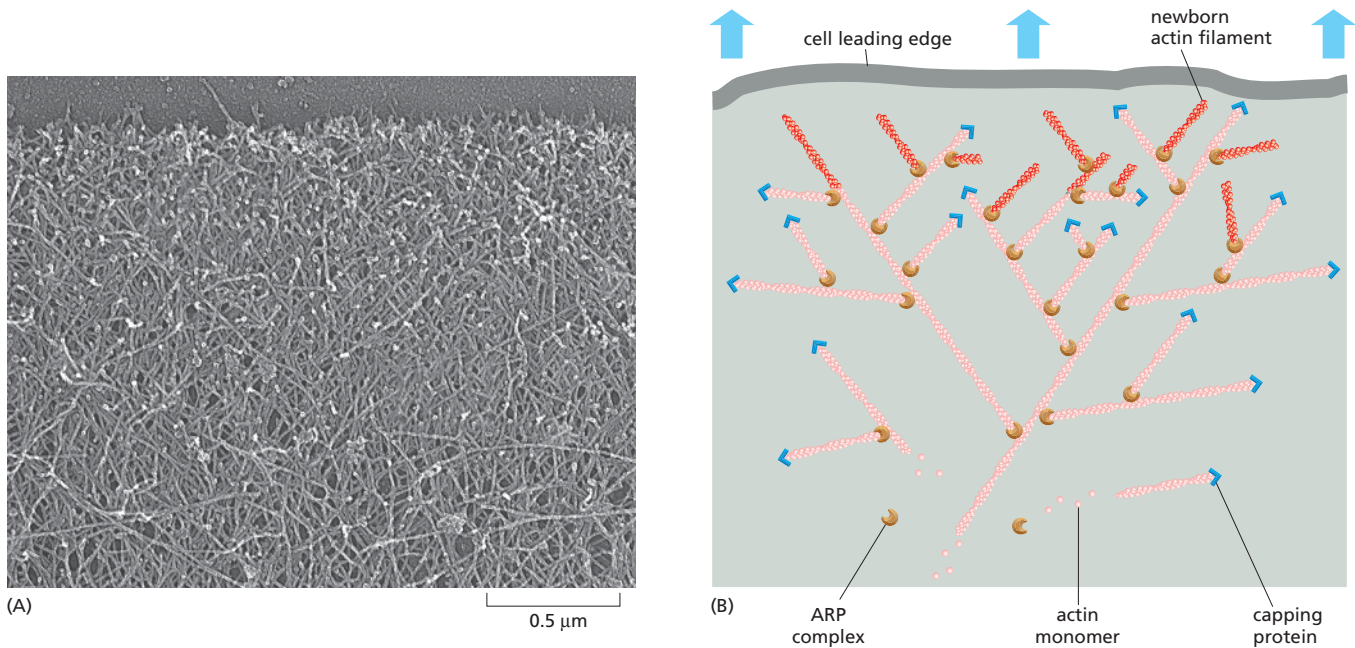 cell leading edge
newborn
actin filament
(A)
0.5 μm
(B)
ARP
complex
actin
monomer
capping
protein